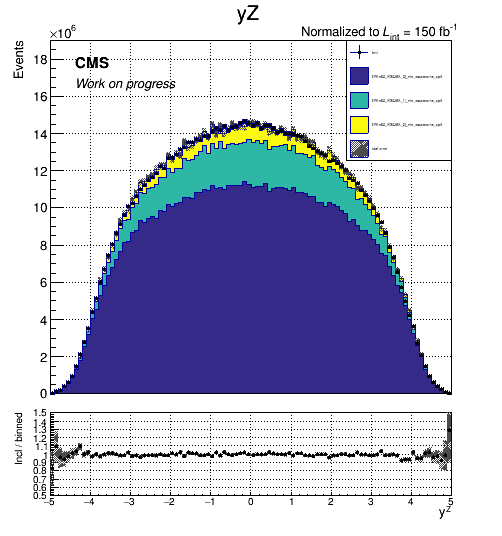 yZ
Normalized to L_int = 150 fb⁻¹
×10⁶
Events
CMS
Work on progress
Incl
18
16
14
12
10
8
6
4
2
0
Incl / binned
1.5
1.4
1.3
1.2
1.1
1
0.9
0.8
0.7
0.6
0.5
−5 −4 −3 −2 −1 0 1 2 3 4 5
y^Z